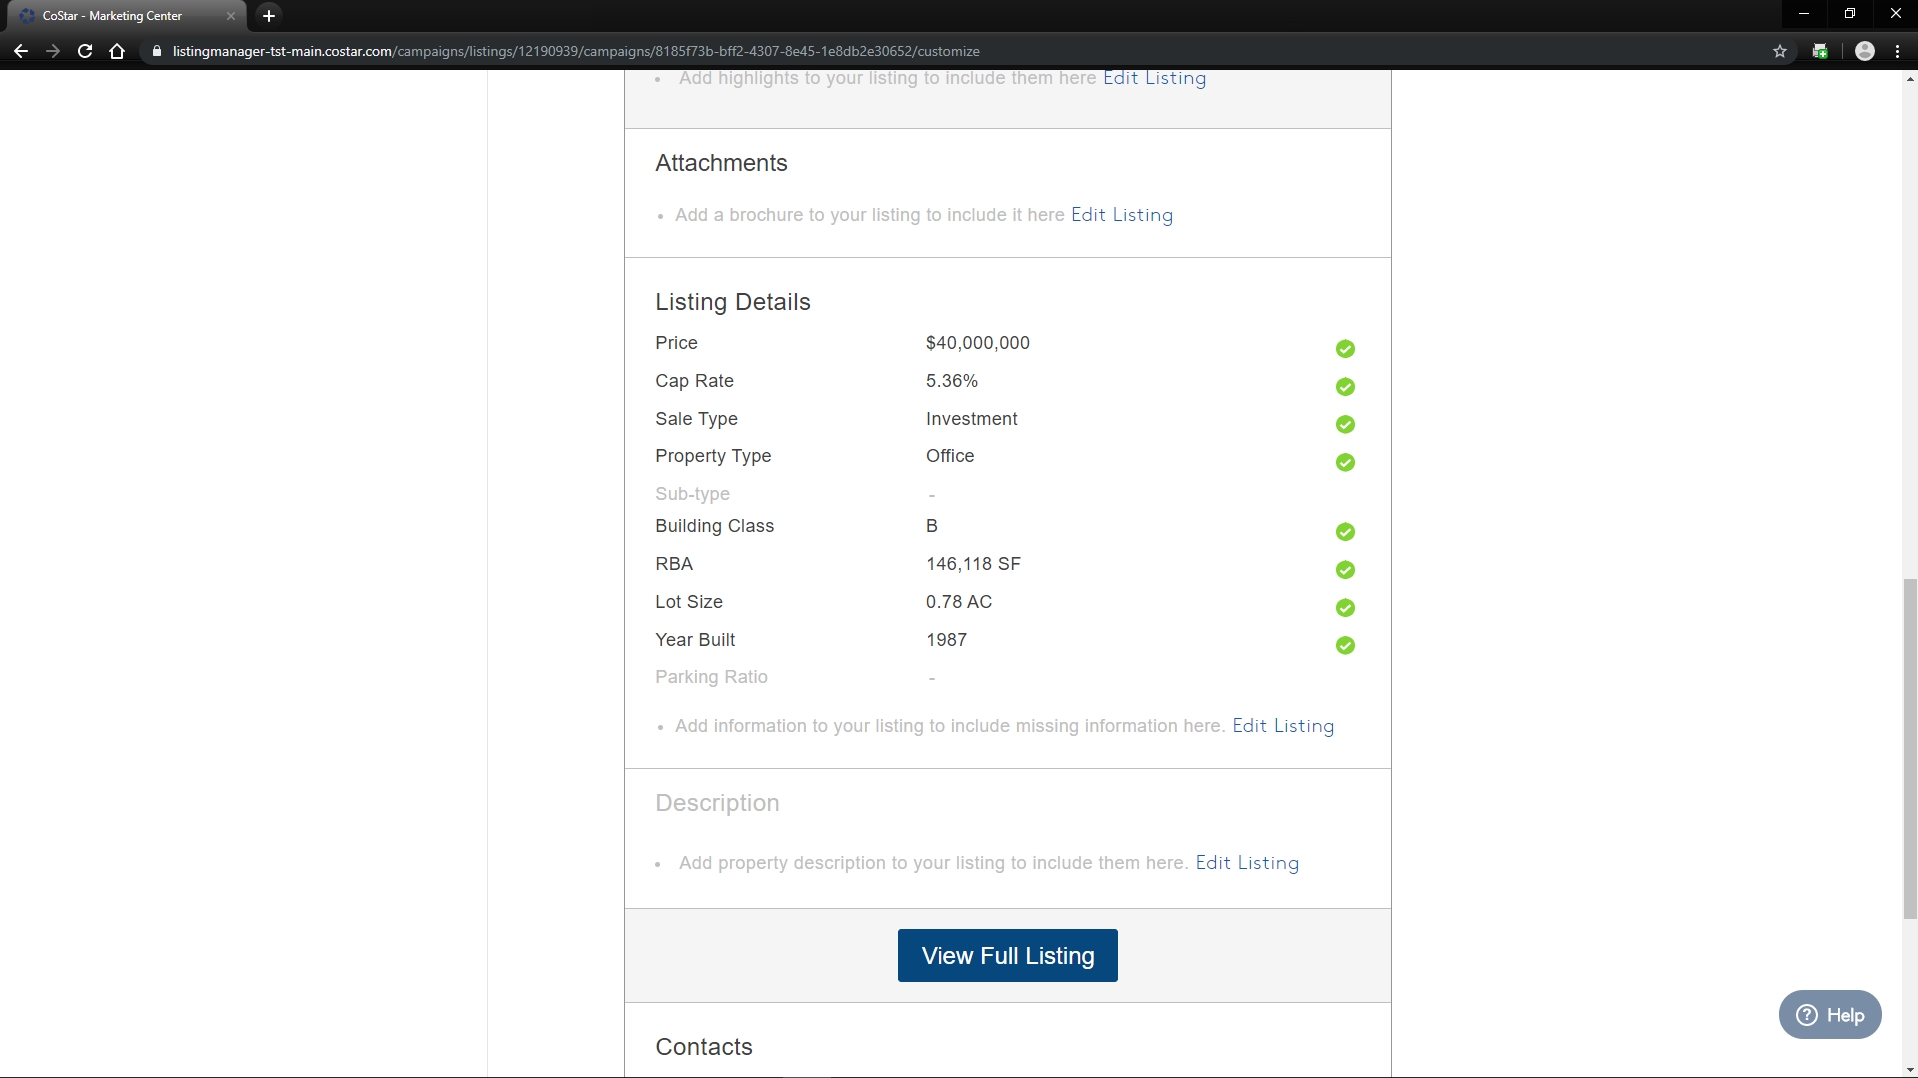 CoStar - Marketing Center
listingmanager-tst-main.costar.com/campaigns/listings/12190939/campaigns/8185f73b-bff2-4307-8e45-1e8db2e30652/customize
• Add highlights to your listing to include them here Edit Listing
Attachments
• Add a brochure to your listing to include it here Edit Listing
Listing Details
Price $40,000,000
Cap Rate 5.36%
Sale Type Investment
Property Type Office
Sub-type -
Building Class B
RBA 146,118 SF
Lot Size 0.78 AC
Year Built 1987
Parking Ratio -
• Add information to your listing to include missing information here. Edit Listing
Description
• Add property description to your listing to include them here. Edit Listing
View Full Listing
? Help
Contacts